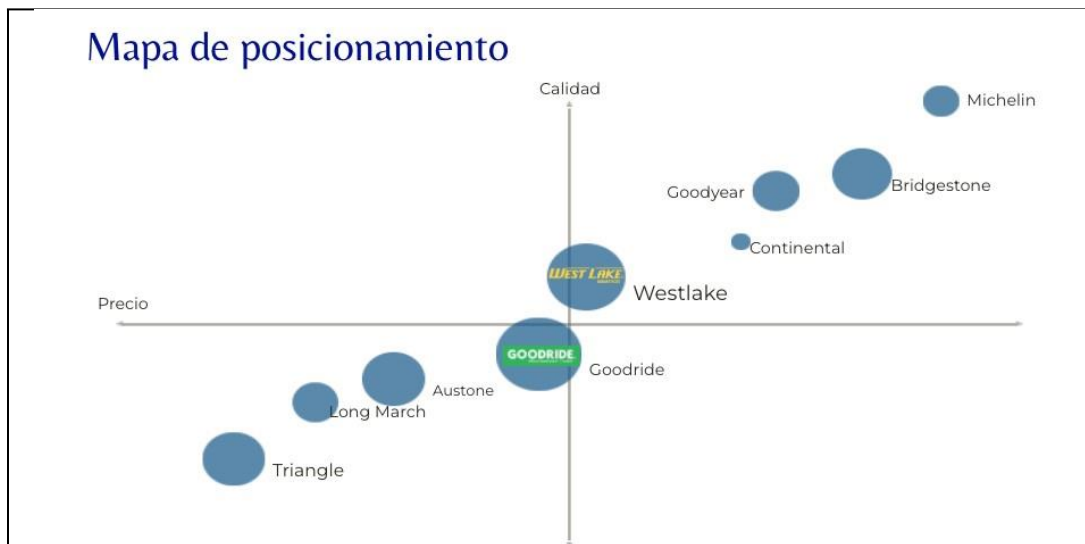 Mapa de posicionamiento
Calidad
Michelin
Goodyear
Bridgestone
Continental
WEST LAKE
Westlake
Precio
GOODRIDE
Goodride
Austone
Long March
Triangle